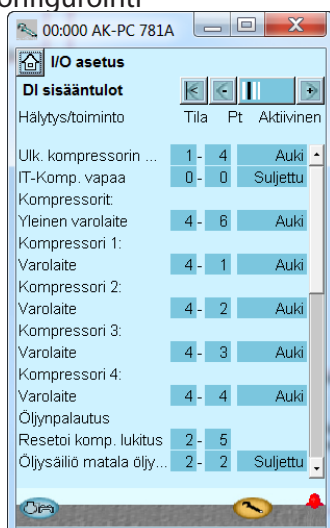 00:000 AK-PC 781A
I/O asetus
DI sisääntulot
Hälytys/toiminto Tila Pt Aktiivinen
Ulk. kompressorin ... 1 - 4 Auki
IT-Komp. vapaa 0 - 0 Suljettu
Kompressorit:
Yleinen varolaite 4 - 6 Auki
Kompressori 1:
Varolaite 4 - 1 Auki
Kompressori 2:
Varolaite 4 - 2 Auki
Kompressori 3:
Varolaite 4 - 3 Auki
Kompressori 4:
Varolaite 4 - 4 Auki
Öljynpalautus
Resetoi komp. lukitus 2 - 5
Öljysäiliö matala öljy... 2 - 2 Suljettu